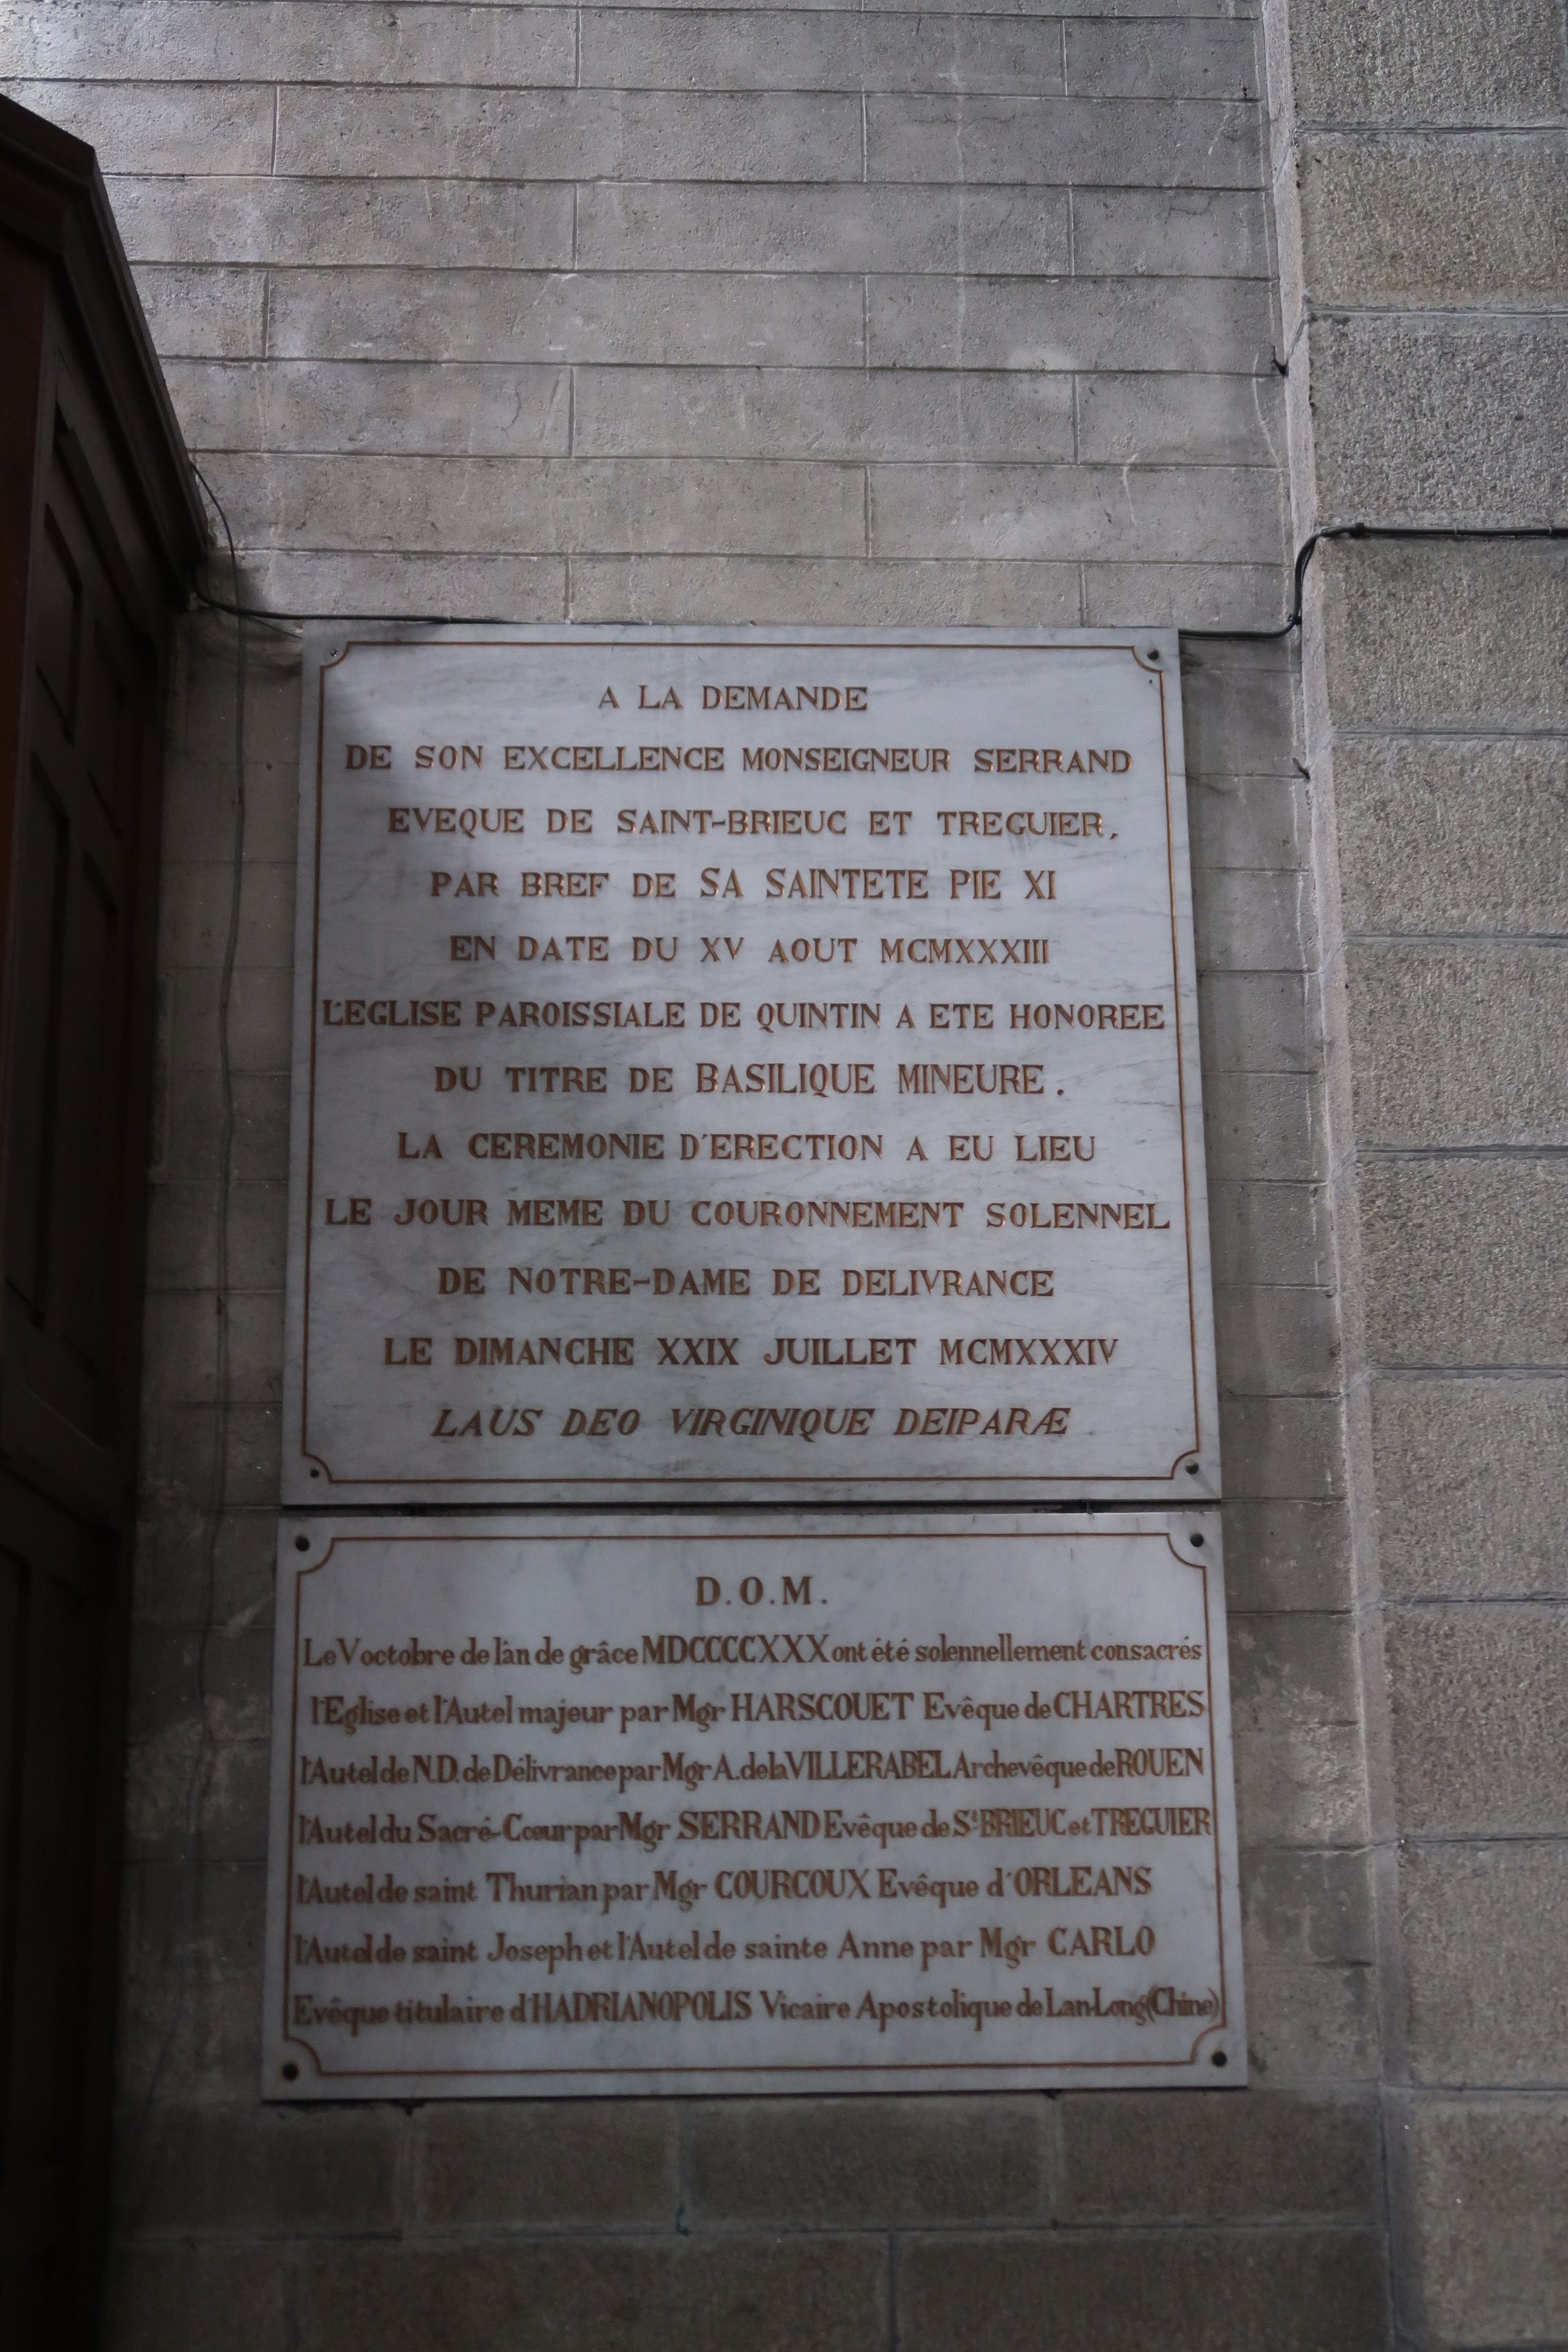 A LA DEMANDE
DE SON EXCELLENCE MONSEIGNEUR SERRAND
EVEQUE DE SAINT-BRIEUC ET TREGUIER,
PAR BREF DE SA SAINTETE PIE XI
EN DATE DU XV AOUT MCMXXXIII
L'EGLISE PAROISSIALE DE QUINTIN A ETE HONOREE
DU TITRE DE BASILIQUE MINEURE.
LA CEREMONIE D'ERECTION A EU LIEU
LE JOUR MEME DU COURONNEMENT SOLENNEL
DE NOTRE-DAME DE DELIVRANCE
LE DIMANCHE XXIX JUILLET MCMXXXIV
LAUS DEO VIRGINIQUE DEIPARÆ
D.O.M.
Le V octobre de l'an de grâce MDCCCCXXX ont été solennellement consacrés
l'Eglise et l'Autel majeur par Mgr HARSCOUET Evêque de CHARTRES
l'Autel de N.D. de Délivrance par Mgr A. de la VILLERABEL Archevêque de ROUEN
l'Autel du Sacré-Cœur par Mgr SERRAND Evêque de St BRIEUC et TREGUIER
l'Autel de saint Thurian par Mgr COURCOUX Evêque d'ORLEANS
l'Autel de saint Joseph et l'Autel de sainte Anne par Mgr CARLO
Evêque titulaire d'HADRIANOPOLIS Vicaire Apostolique de Lan-Long (Chine)